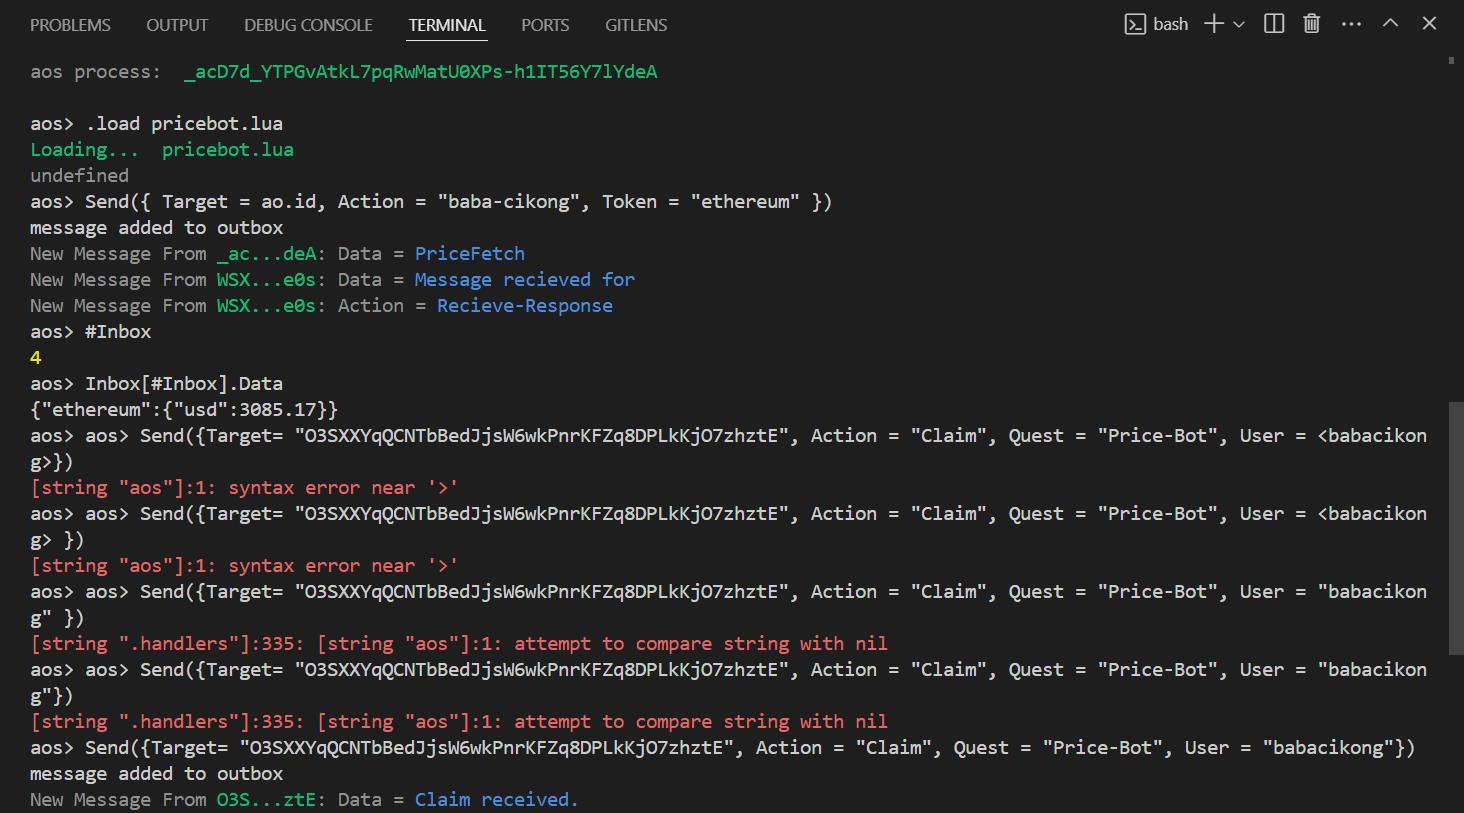 PROBLEMS OUTPUT DEBUG CONSOLE TERMINAL PORTS GITLENS bash
aos process: _acD7d_YTPGvAtkL7pqRwMatU0XPs-h1IT56Y7lYdeA
aos> .load pricebot.lua
Loading... pricebot.lua
undefined
aos> Send({ Target = ao.id, Action = "baba-cikong", Token = "ethereum" })
message added to outbox
New Message From _ac...deA: Data = PriceFetch
New Message From WSX...e0s: Data = Message recieved for
New Message From WSX...e0s: Action = Recieve-Response
aos> #Inbox
4
aos> Inbox[#Inbox].Data
{"ethereum":{"usd":3085.17}}
aos> aos> Send({Target= "O3SXXYqQCNTbBedJjsW6wkPnrKFZq8DPLkKjO7zhztE", Action = "Claim", Quest = "Price-Bot", User = <babacikon
g>})
[string "aos"]:1: syntax error near '>'
aos> aos> Send({Target= "O3SXXYqQCNTbBedJjsW6wkPnrKFZq8DPLkKjO7zhztE", Action = "Claim", Quest = "Price-Bot", User = <babacikon
g> })
[string "aos"]:1: syntax error near '>'
aos> aos> Send({Target= "O3SXXYqQCNTbBedJjsW6wkPnrKFZq8DPLkKjO7zhztE", Action = "Claim", Quest = "Price-Bot", User = "babacikon
g" })
[string ".handlers"]:335: [string "aos"]:1: attempt to compare string with nil
aos> aos> Send({Target= "O3SXXYqQCNTbBedJjsW6wkPnrKFZq8DPLkKjO7zhztE", Action = "Claim", Quest = "Price-Bot", User = "babacikon
g"})
[string ".handlers"]:335: [string "aos"]:1: attempt to compare string with nil
aos> Send({Target= "O3SXXYqQCNTbBedJjsW6wkPnrKFZq8DPLkKjO7zhztE", Action = "Claim", Quest = "Price-Bot", User = "babacikong"})
message added to outbox
New Message From O3S...ztE: Data = Claim received.